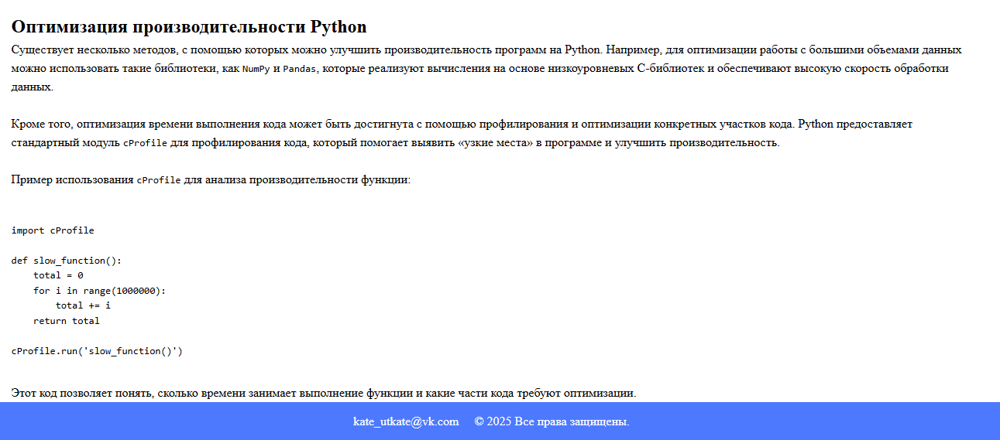 Оптимизация производительности Python
Существует несколько методов, с помощью которых можно улучшить производительность программ на Python. Например, для оптимизации работы с большими объемами данных
можно использовать такие библиотеки, как NumPy и Pandas, которые реализуют вычисления на основе низкоуровневых C-библиотек и обеспечивают высокую скорость обработки
данных.
Кроме того, оптимизация времени выполнения кода может быть достигнута с помощью профилирования и оптимизации конкретных участков кода. Python предоставляет
стандартный модуль cProfile для профилирования кода, который помогает выявить «узкие места» в программе и улучшить производительность.
Пример использования cProfile для анализа производительности функции:
import cProfile
def slow_function():
    total = 0
    for i in range(1000000):
        total += i
    return total
cProfile.run('slow_function()')
Этот код позволяет понять, сколько времени занимает выполнение функции и какие части кода требуют оптимизации.
kate_utkate@vk.com © 2025 Все права защищены.